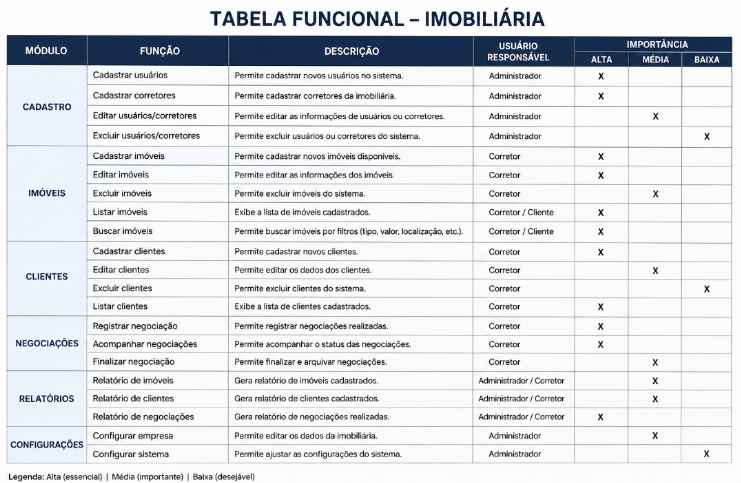 TABELA FUNCIONAL – IMOBILIÁRIA
MÓDULO FUNÇÃO DESCRIÇÃO USUÁRIO RESPONSÁVEL IMPORTÂNCIA
ALTA MÉDIA BAIXA
CADASTRO
Cadastrar usuários Permite cadastrar novos usuários no sistema. Administrador X
Cadastrar corretores Permite cadastrar corretores da imobiliária. Administrador X
Editar usuários/corretores Permite editar as informações de usuários ou corretores. Administrador X
Excluir usuários/corretores Permite excluir usuários ou corretores do sistema. Administrador X
IMÓVEIS
Cadastrar imóveis Permite cadastrar novos imóveis disponíveis. Corretor X
Editar imóveis Permite editar as informações dos imóveis. Corretor X
Excluir imóveis Permite excluir imóveis do sistema. Corretor X
Listar imóveis Exibe a lista de imóveis cadastrados. Corretor / Cliente X
Buscar imóveis Permite buscar imóveis por filtros (tipo, valor, localização, etc.). Corretor / Cliente X
CLIENTES
Cadastrar clientes Permite cadastrar novos clientes. Corretor X
Editar clientes Permite editar os dados dos clientes. Corretor X
Excluir clientes Permite excluir clientes do sistema. Corretor X
Listar clientes Exibe a lista de clientes cadastrados. Corretor X
NEGOCIAÇÕES
Registrar negociação Permite registrar negociações realizadas. Corretor X
Acompanhar negociações Permite acompanhar o status das negociações. Corretor X
Finalizar negociação Permite finalizar e arquivar negociações. Corretor X
RELATÓRIOS
Relatório de imóveis Gera relatório de imóveis cadastrados. Administrador / Corretor X
Relatório de clientes Gera relatório de clientes cadastrados. Administrador / Corretor X
Relatório de negociações Gera relatório de negociações realizadas. Administrador / Corretor X
CONFIGURAÇÕES
Configurar empresa Permite editar os dados da imobiliária. Administrador X
Configurar sistema Permite ajustar as configurações do sistema. Administrador X
Legenda: Alta (essencial) | Média (importante) | Baixa (desejável)